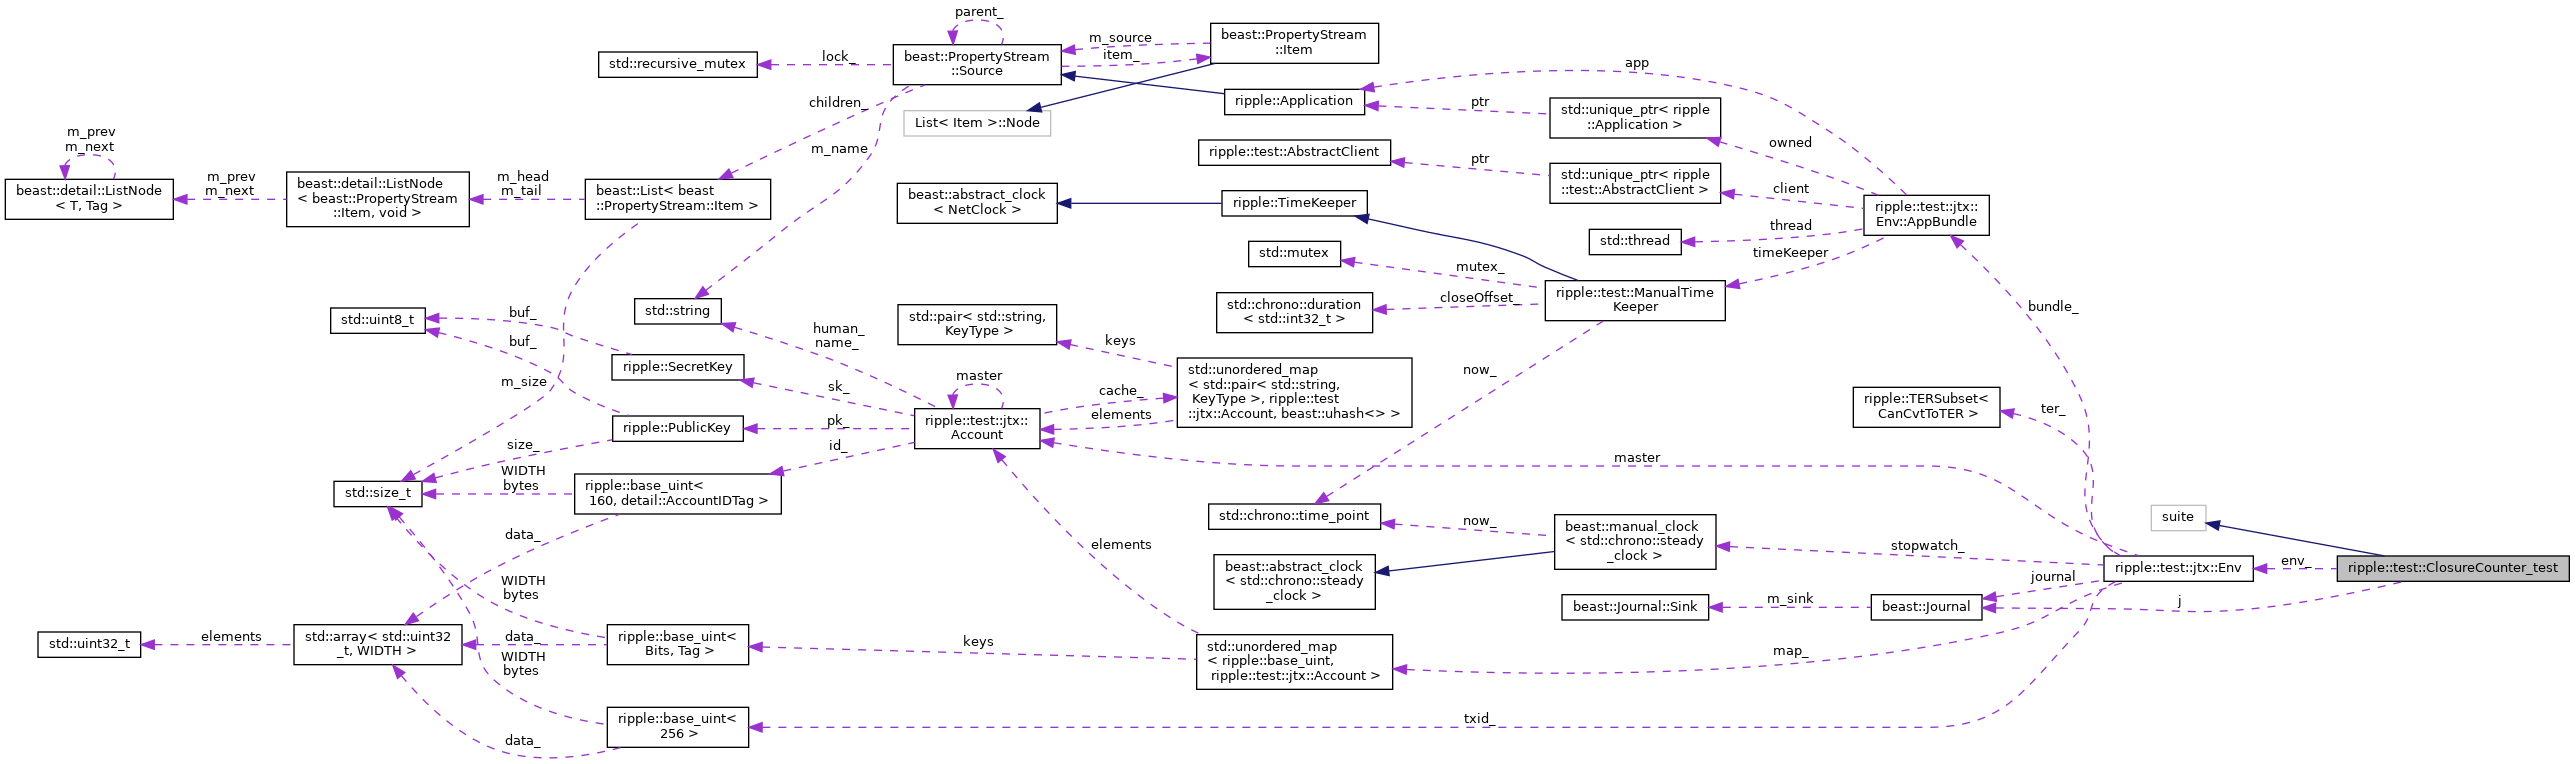 parent_
m_source
item_
beast::PropertyStream
::Item
lock_
std::recursive_mutex
beast::PropertyStream
::Source
app
children_
List< Item >::Node
ripple::Application
ptr
std::unique_ptr< ripple
::Application >
owned
m_prev
m_next
m_name
ripple::test::AbstractClient
ptr
std::unique_ptr< ripple
::test::AbstractClient >
client
beast::detail::ListNode
< T, Tag >
m_prev
m_next
beast::detail::ListNode
< beast::PropertyStream
::Item, void >
m_head
m_tail
beast::List< beast
::PropertyStream::Item >
beast::abstract_clock
< NetClock >
ripple::TimeKeeper
ripple::test::jtx::
Env::AppBundle
thread
std::thread
timeKeeper
std::mutex
mutex_
std::chrono::duration
< std::int32_t >
closeOffset_
ripple::test::ManualTime
Keeper
bundle_
std::uint8_t
buf_
buf_
std::string
human_
name_
std::pair< std::string,
KeyType >
keys
ripple::SecretKey
sk_
master
cache_
elements
std::unordered_map
< std::pair< std::string,
KeyType >, ripple::test
::jtx::Account, beast::uhash<> >
now_
m_size
ripple::PublicKey
pk_
ripple::test::jtx::
Account
ripple::TERSubset<
CanCvtToTER >
ter_
size_
id_
master
WIDTH
bytes
std::size_t
ripple::base_uint<
160, detail::AccountIDTag >
std::chrono::time_point
now_
beast::manual_clock
< std::chrono::steady
_clock >
stopwatch_
suite
data_
elements
beast::abstract_clock
< std::chrono::steady
_clock >
ripple::test::jtx::Env
env_
ripple::test::ClosureCounter_test
WIDTH
bytes
journal
j
beast::Journal::Sink
m_sink
beast::Journal
std::uint32_t
elements
std::array< std::uint32
_t, WIDTH >
data_
ripple::base_uint<
Bits, Tag >
keys
std::unordered_map
< ripple::base_uint,
ripple::test::jtx::Account >
map_
WIDTH
bytes
data_
ripple::base_uint<
256 >
txid_